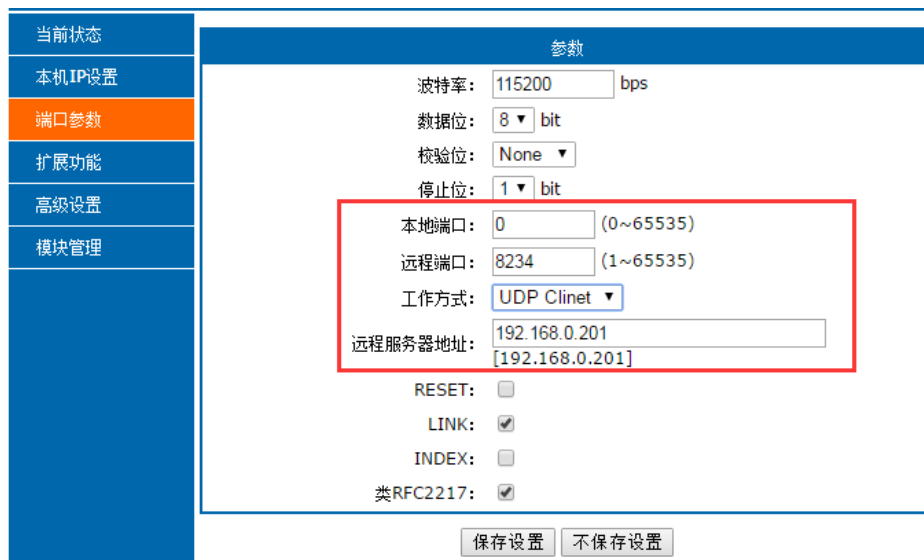 当前状态
本机IP设置
端口参数
扩展功能
高级设置
模块管理
参数
波特率: 115200 bps
数据位: 8 bit
校验位: None
停止位: 1 bit
本地端口: 0 (0~65535)
远程端口: 8234 (1~65535)
工作方式: UDP Clinet
远程服务器地址: 192.168.0.201
[192.168.0.201]
RESET:
LINK:
INDEX:
类RFC2217:
保存设置 不保存设置